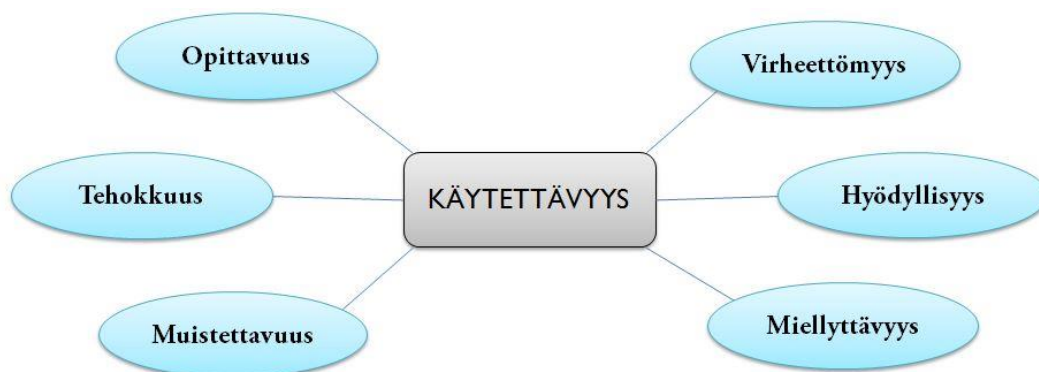 Opittavuus
Virheettömyys
Tehokkuus
KÄYTETTÄVYYS
Hyödyllisyys
Muistettavuus
Miellyttävyys